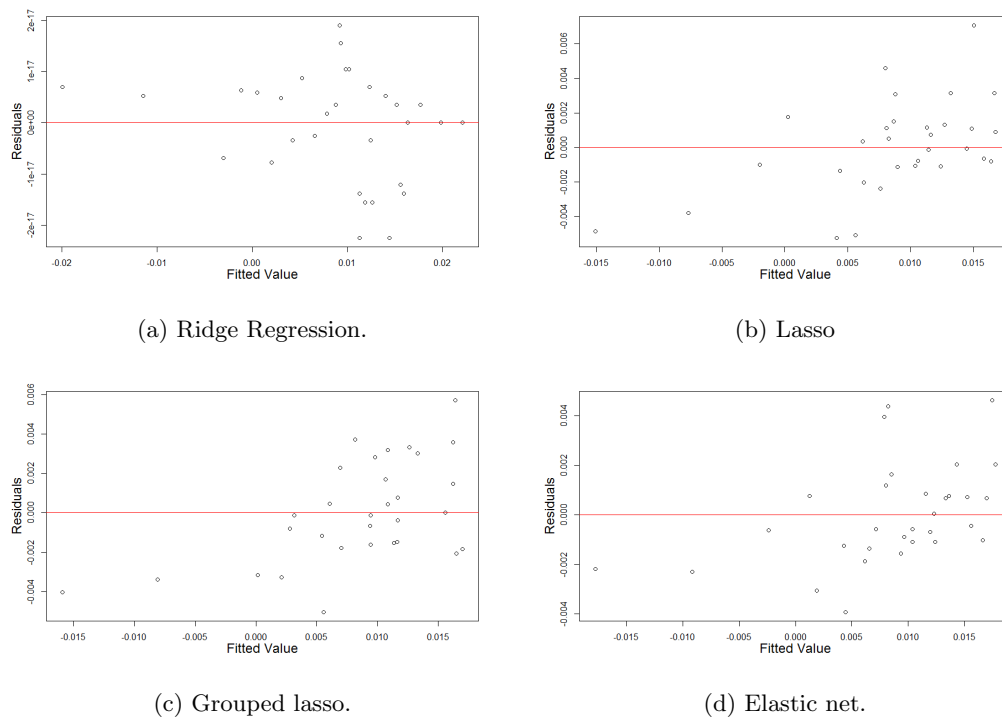 2e-17
1e-17
0e+00
-1e-17
-2e-17
Residuals
-0.02 -0.01 0.00 0.01 0.02
Fitted Value
(a) Ridge Regression.
0.006
0.004
0.002
0.000
-0.002
-0.004
Residuals
-0.015 -0.010 -0.005 0.000 0.005 0.010 0.015
Fitted Value
(b) Lasso
0.006
0.004
0.002
0.000
-0.002
-0.004
Residuals
-0.015 -0.010 -0.005 0.000 0.005 0.010 0.015
Fitted Value
(c) Grouped lasso.
0.004
0.002
0.000
-0.002
-0.004
Residuals
-0.015 -0.010 -0.005 0.000 0.005 0.010 0.015
Fitted Value
(d) Elastic net.